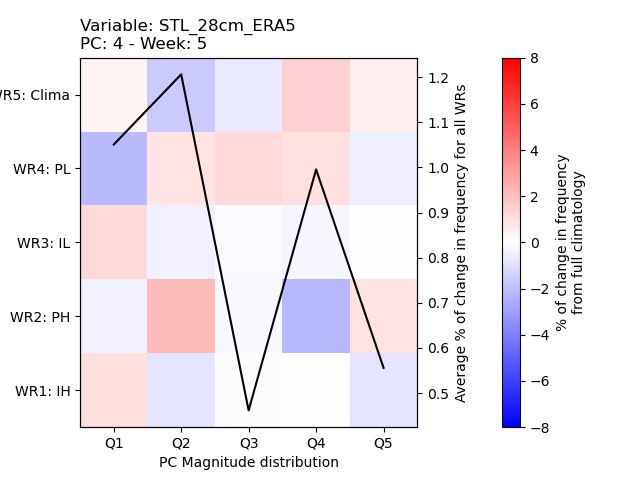 Variable: STL_28cm_ERA5
PC: 4 - Week: 5
WR5: Clima
WR4: PL
WR3: IL
WR2: PH
WR1: IH
Q1 Q2 Q3 Q4 Q5
PC Magnitude distribution
1.2
1.1
1.0
0.9
0.8
0.7
0.6
0.5
Average % of change in frequency for all WRs
8
6
4
2
0
−2
−4
−6
−8
% of change in frequency
from full climatology